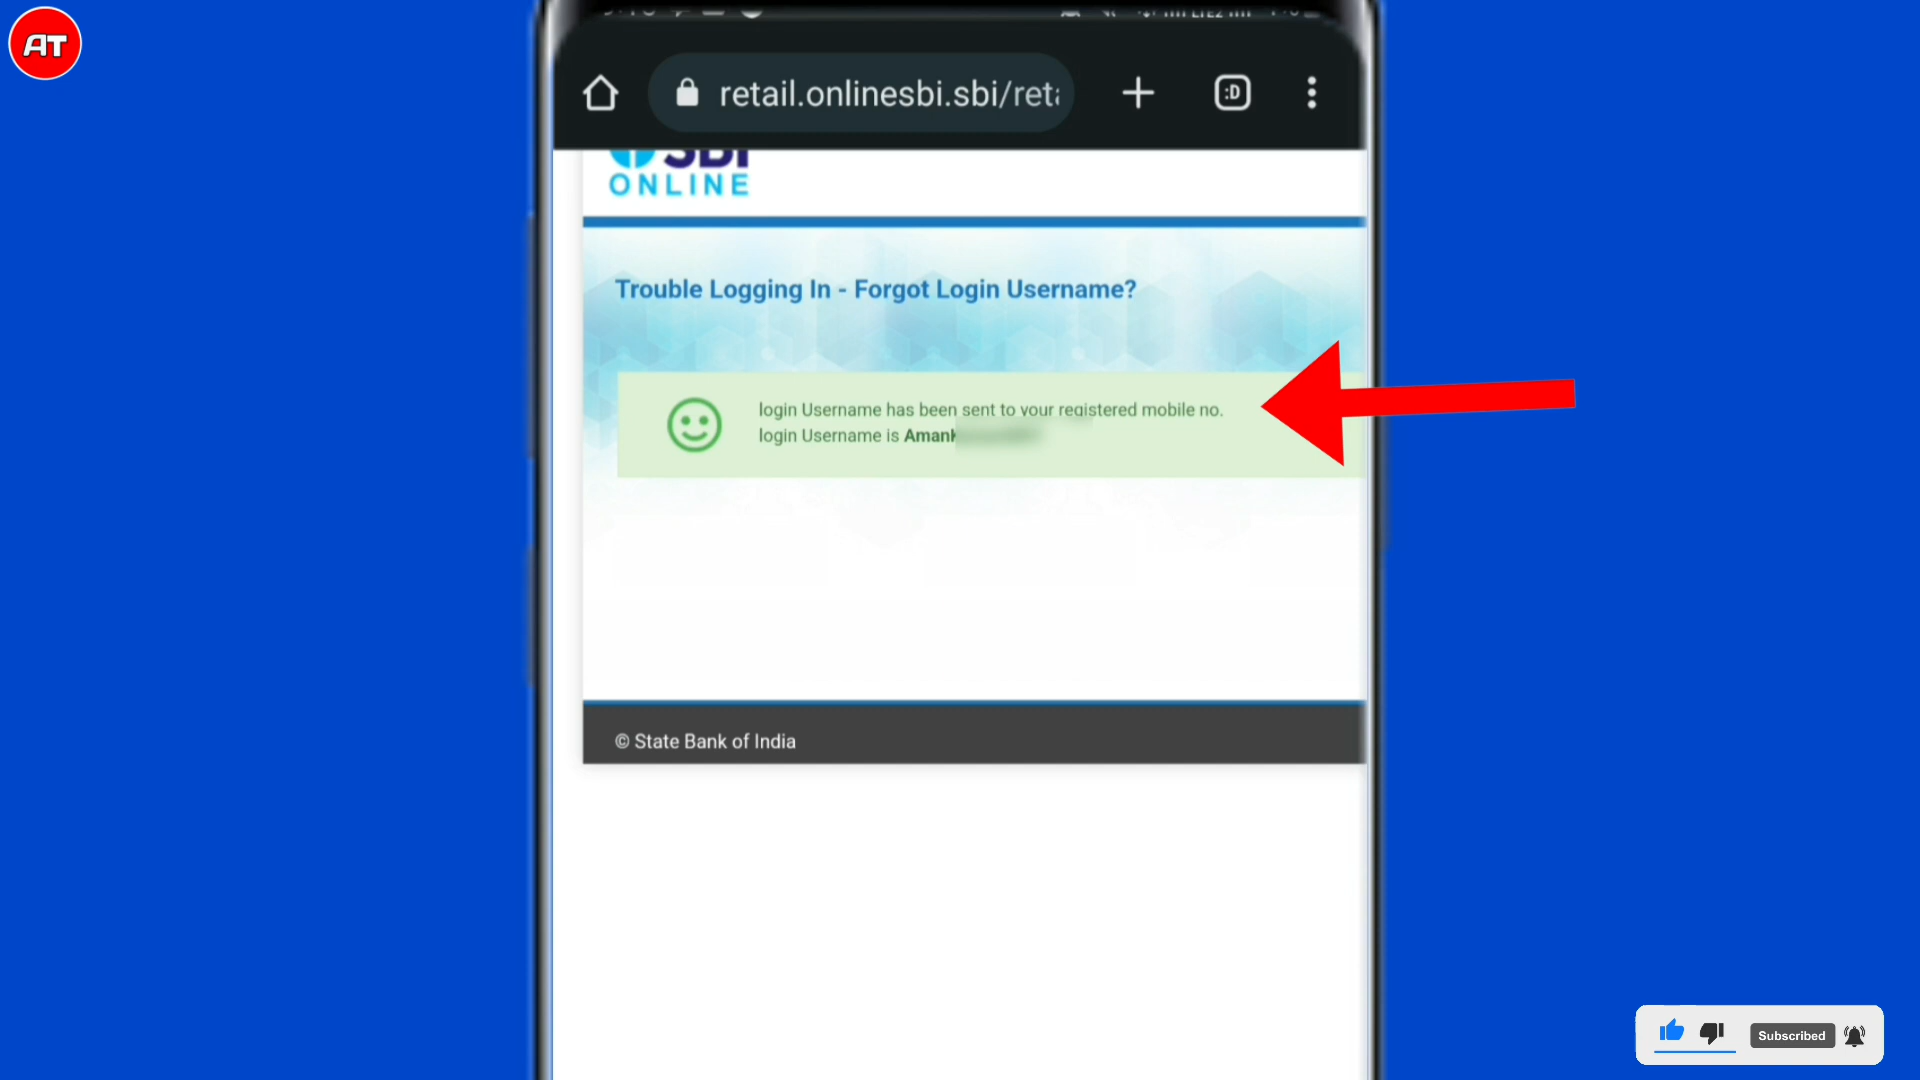 AT
retail.onlinesbi.sbi/reta
:D
SBI
ONLINE
Trouble Logging In - Forgot Login Username?
login Username has been sent to your registered mobile no.
login Username is AmanK
© State Bank of India
Subscribed